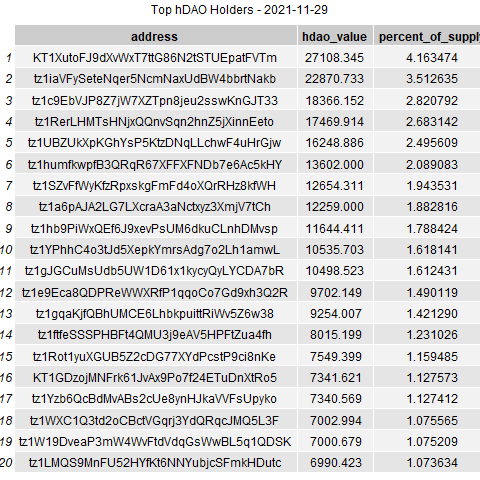 Top hDAO Holders - 2021-11-29
address hdao_value percent_of_supply
1 KT1XutoFJ9dXvWxT7ttG86N2tSTUEpatFVTm 27108.345 4.163474
2 tz1iaVFySeteNqer5NcmNaxUdBW4bbrtNakb 22870.733 3.512635
3 tz1c9EbVJP8Z7jW7XZTpn8jeu2sswKnGJT33 18366.152 2.820792
4 tz1RerLHMTsHNjxQQnvSqn2hnZ5jXinnEeto 17469.914 2.683142
5 tz1UBZUkXpKGhYsP5KtzDNqLLchwF4uHrGjw 16248.886 2.495609
6 tz1humfkwpfB3QRqR67XFFXFNDb7e6Ac5kHY 13602.000 2.089083
7 tz1SZvFfWyKfzRpxskgFmFd4oXQrRHz8kfWH 12654.311 1.943531
8 tz1a6pAJA2LG7LXcraA3aNctxyz3XmjV7tCh 12259.000 1.882816
9 tz1hb9PiWxQEf6J9xevPsUM6dkuCLnhDMvsp 11644.411 1.788424
10 tz1YPhhC4o3tJd5XepkYmrsAdg7o2Lh1amwL 10535.703 1.618141
11 tz1gJGCuMsUdb5UW1D61x1kycyQyLYCDA7bR 10498.523 1.612431
12 tz1e9Eca8QDPReWWXRfP1qqoCo7Gd9xh3Q2R 9702.149 1.490119
13 tz1gqaKjfQBhUMCE6LhbkpuittRiWv5Z6w38 9254.007 1.421290
14 tz1ftfeSSSPHBFt4QMU3j9eAV5HPFtZua4fh 8015.199 1.231026
15 tz1Rot1yuXGUB5Z2cDG77XYdPcstP9ci8nKe 7549.399 1.159485
16 KT1GDzojMNFrk61JvAx9Po7f24ETuDnXtRo5 7341.621 1.127573
17 tz1Yzb6QcBdMvABs2cUe8ynHJkaVVFsUpyko 7340.569 1.127412
18 tz1WXC1Q3td2oCBctVGqrj3YdQRqcJMQ5L3F 7002.994 1.075565
19 tz1W19DveaP3mW4WvFtdVdqGsWwBL5q1QDSK 7000.679 1.075209
20 tz1LMQS9MnFU52HYfKt6NNYubjcSFmkHDutc 6990.423 1.073634